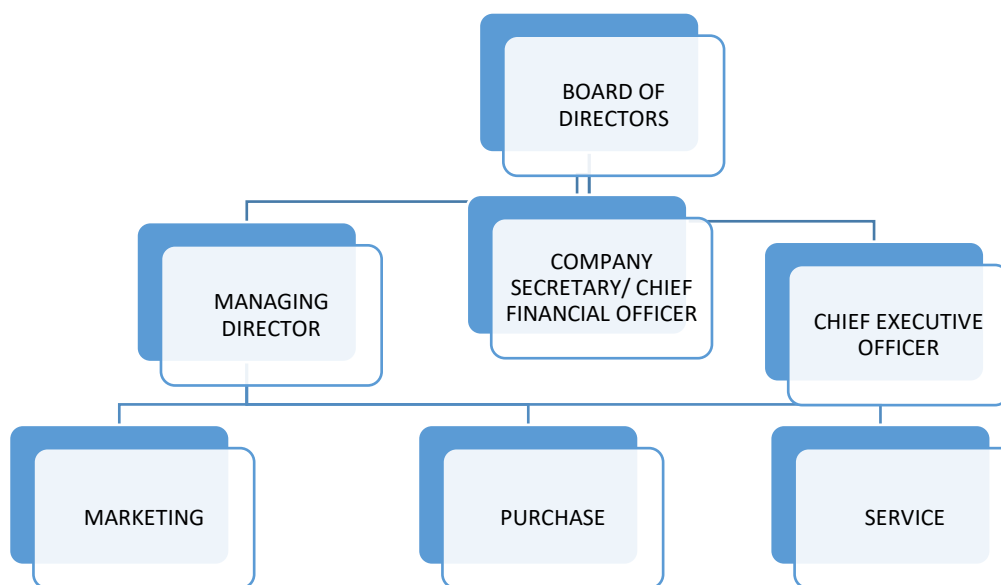 BOARD OF
DIRECTORS
MANAGING
DIRECTOR
COMPANY
SECRETARY/ CHIEF
FINANCIAL OFFICER
CHIEF EXECUTIVE
OFFICER
MARKETING
PURCHASE
SERVICE